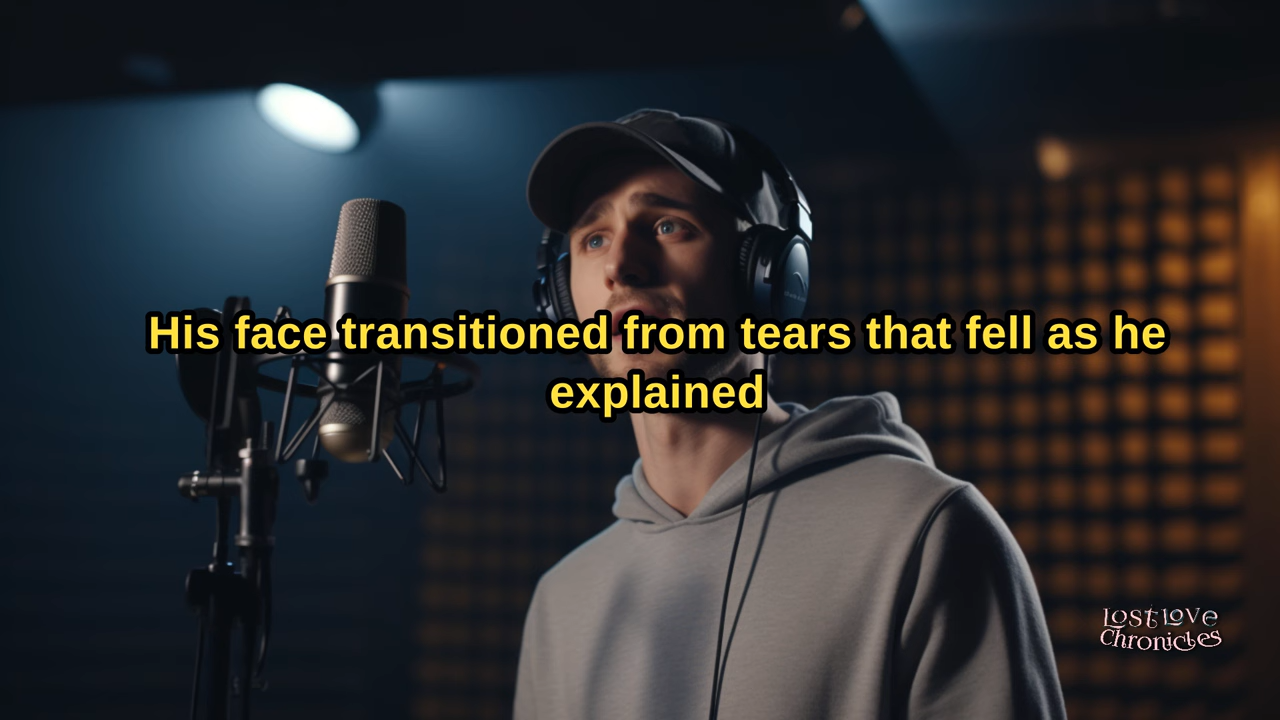 His face transitioned from tears that fell as he
explained
Lost love
Chronicles